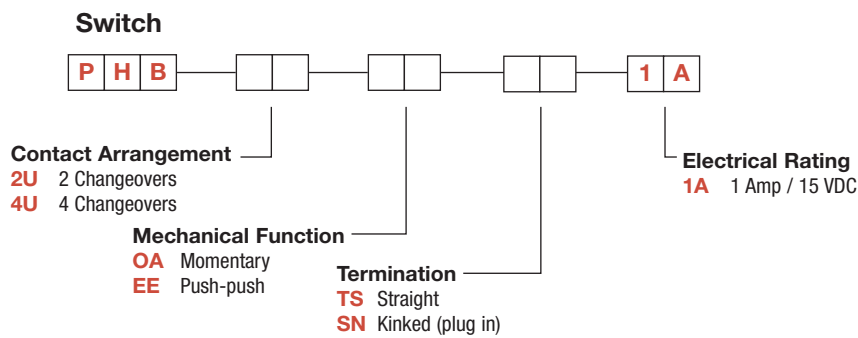 Switch
P H B 1 A
Contact Arrangement
2U 2 Changeovers
4U 4 Changeovers
Electrical Rating
1A 1 Amp / 15 VDC
Mechanical Function
OA Momentary
EE Push-push
Termination
TS Straight
SN Kinked (plug in)